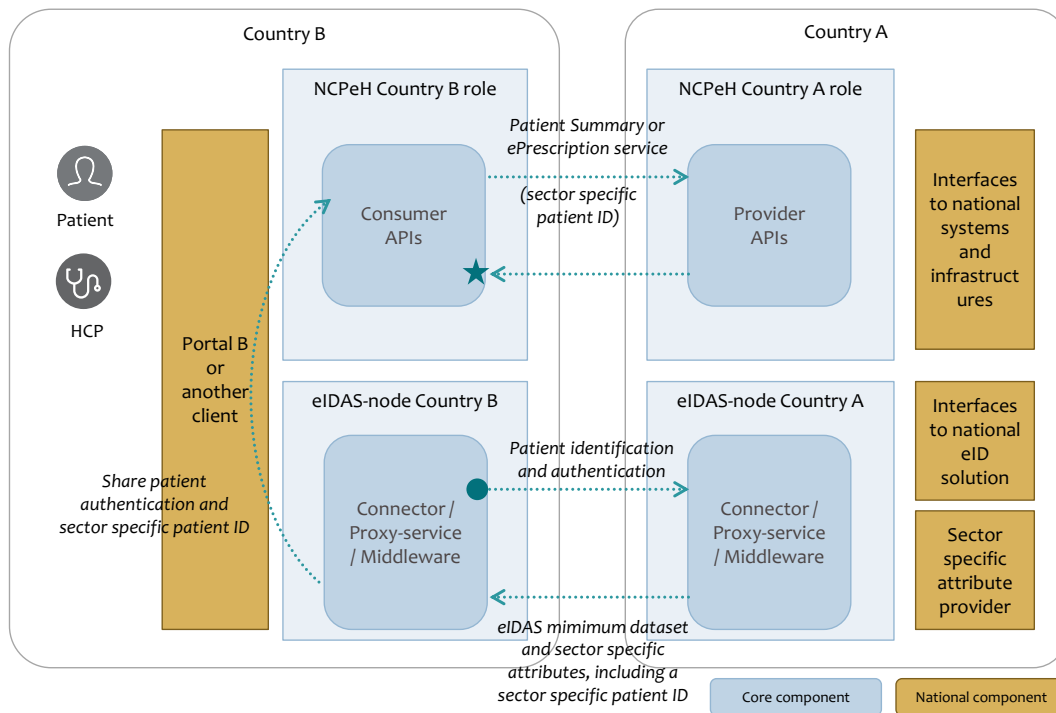 Country B
Country A
NCPeH Country B role
NCPeH Country A role
Patient Summary or
ePrescription service
(sector specific
patient ID)
Consumer
APIs
Provider
APIs
Interfaces
to national
systems
and
infrastruct
ures
Patient
HCP
Portal B
or
another
client
eIDAS-node Country B
eIDAS-node Country A
Patient identification
and authentication
Interfaces
to national
eID
solution
Share patient
authentication and
sector specific patient ID
Connector /
Proxy-service
/ Middleware
Connector /
Proxy-service
/ Middleware
Sector
specific
attribute
provider
eIDAS mimimum dataset
and sector specific
attributes, including a
sector specific patient ID
Core component
National component